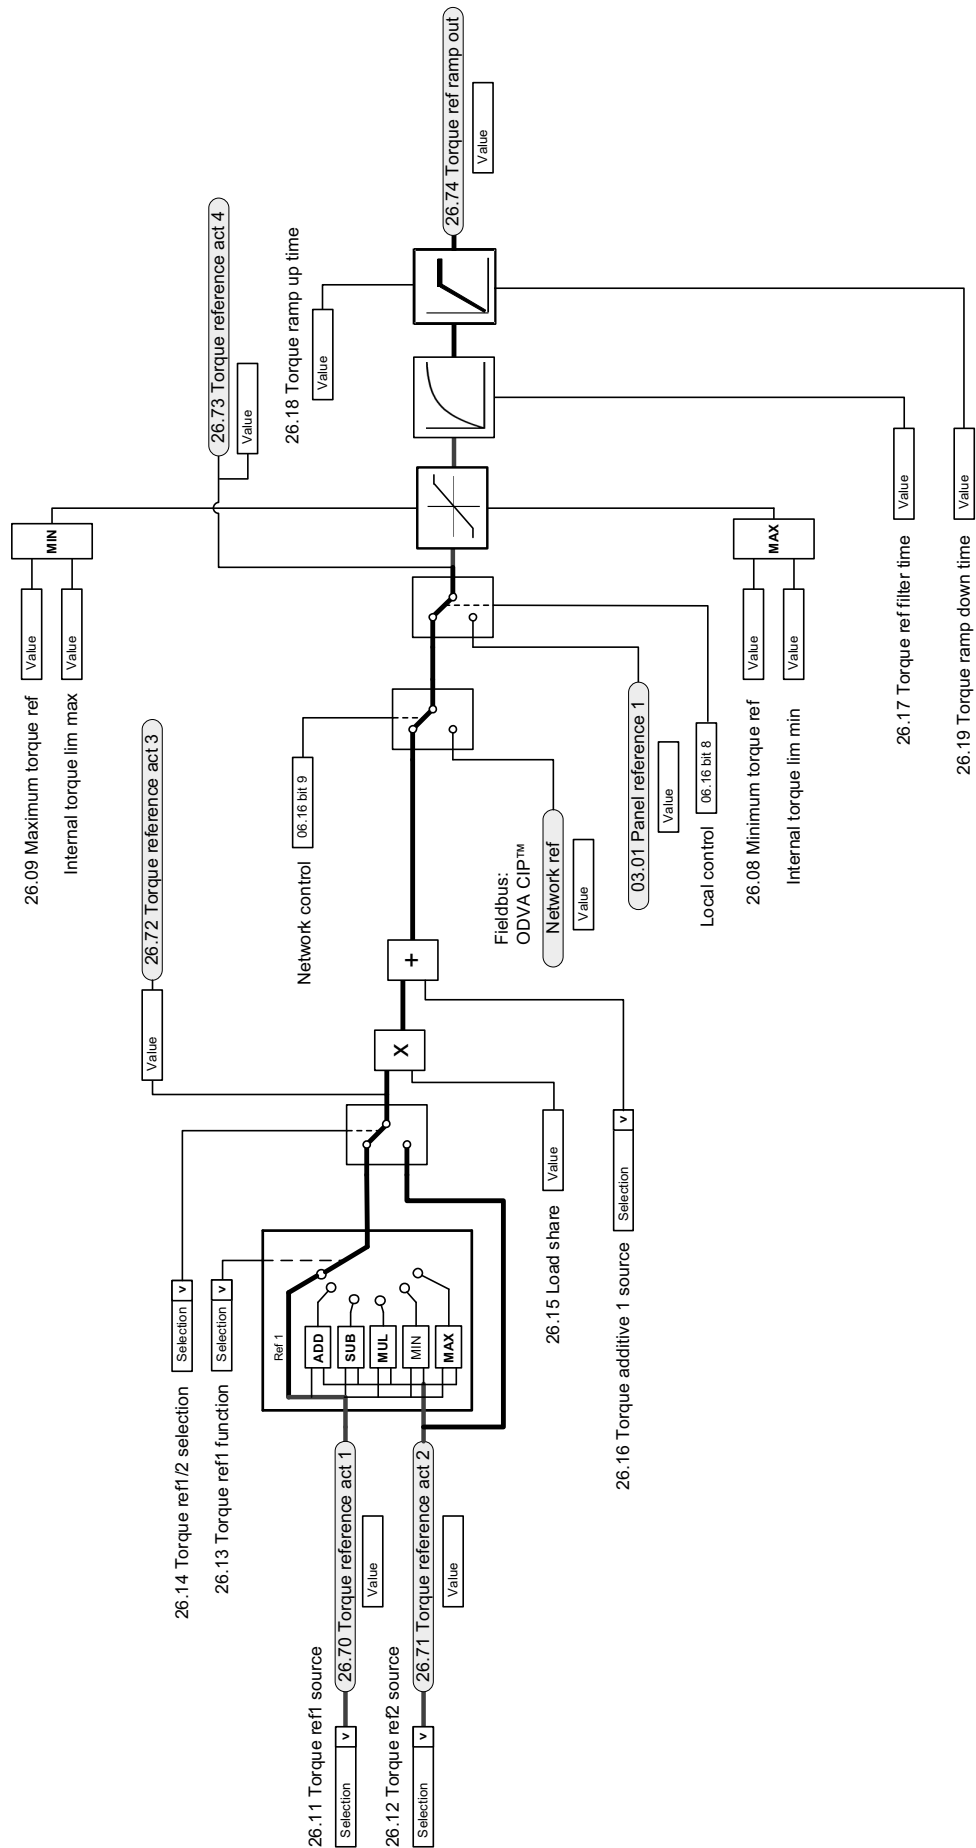 26.11 Torque ref1 source
Selection v
26.70 Torque reference act 1
Value
26.12 Torque ref2 source
Selection v
26.71 Torque reference act 2
Value
26.14 Torque ref1/2 selection
Selection v
26.13 Torque ref1 function
Selection v
Ref 1
ADD
SUB
MUL
MIN
MAX
Value
26.72 Torque reference act 3
X
26.15 Load share
Value
+
26.16 Torque additive 1 source
Selection v
Network control
06.16 bit 9
Fieldbus:
ODVA CIP™
Network ref
Value
03.01 Panel reference 1
Value
Local control
06.16 bit 8
26.73 Torque reference act 4
Value
26.09 Maximum torque ref
Value
Internal torque lim max
Value
MIN
26.08 Minimum torque ref
Value
Internal torque lim min
Value
MAX
26.17 Torque ref filter time
Value
26.18 Torque ramp up time
Value
26.19 Torque ramp down time
Value
26.74 Torque ref ramp out
Value